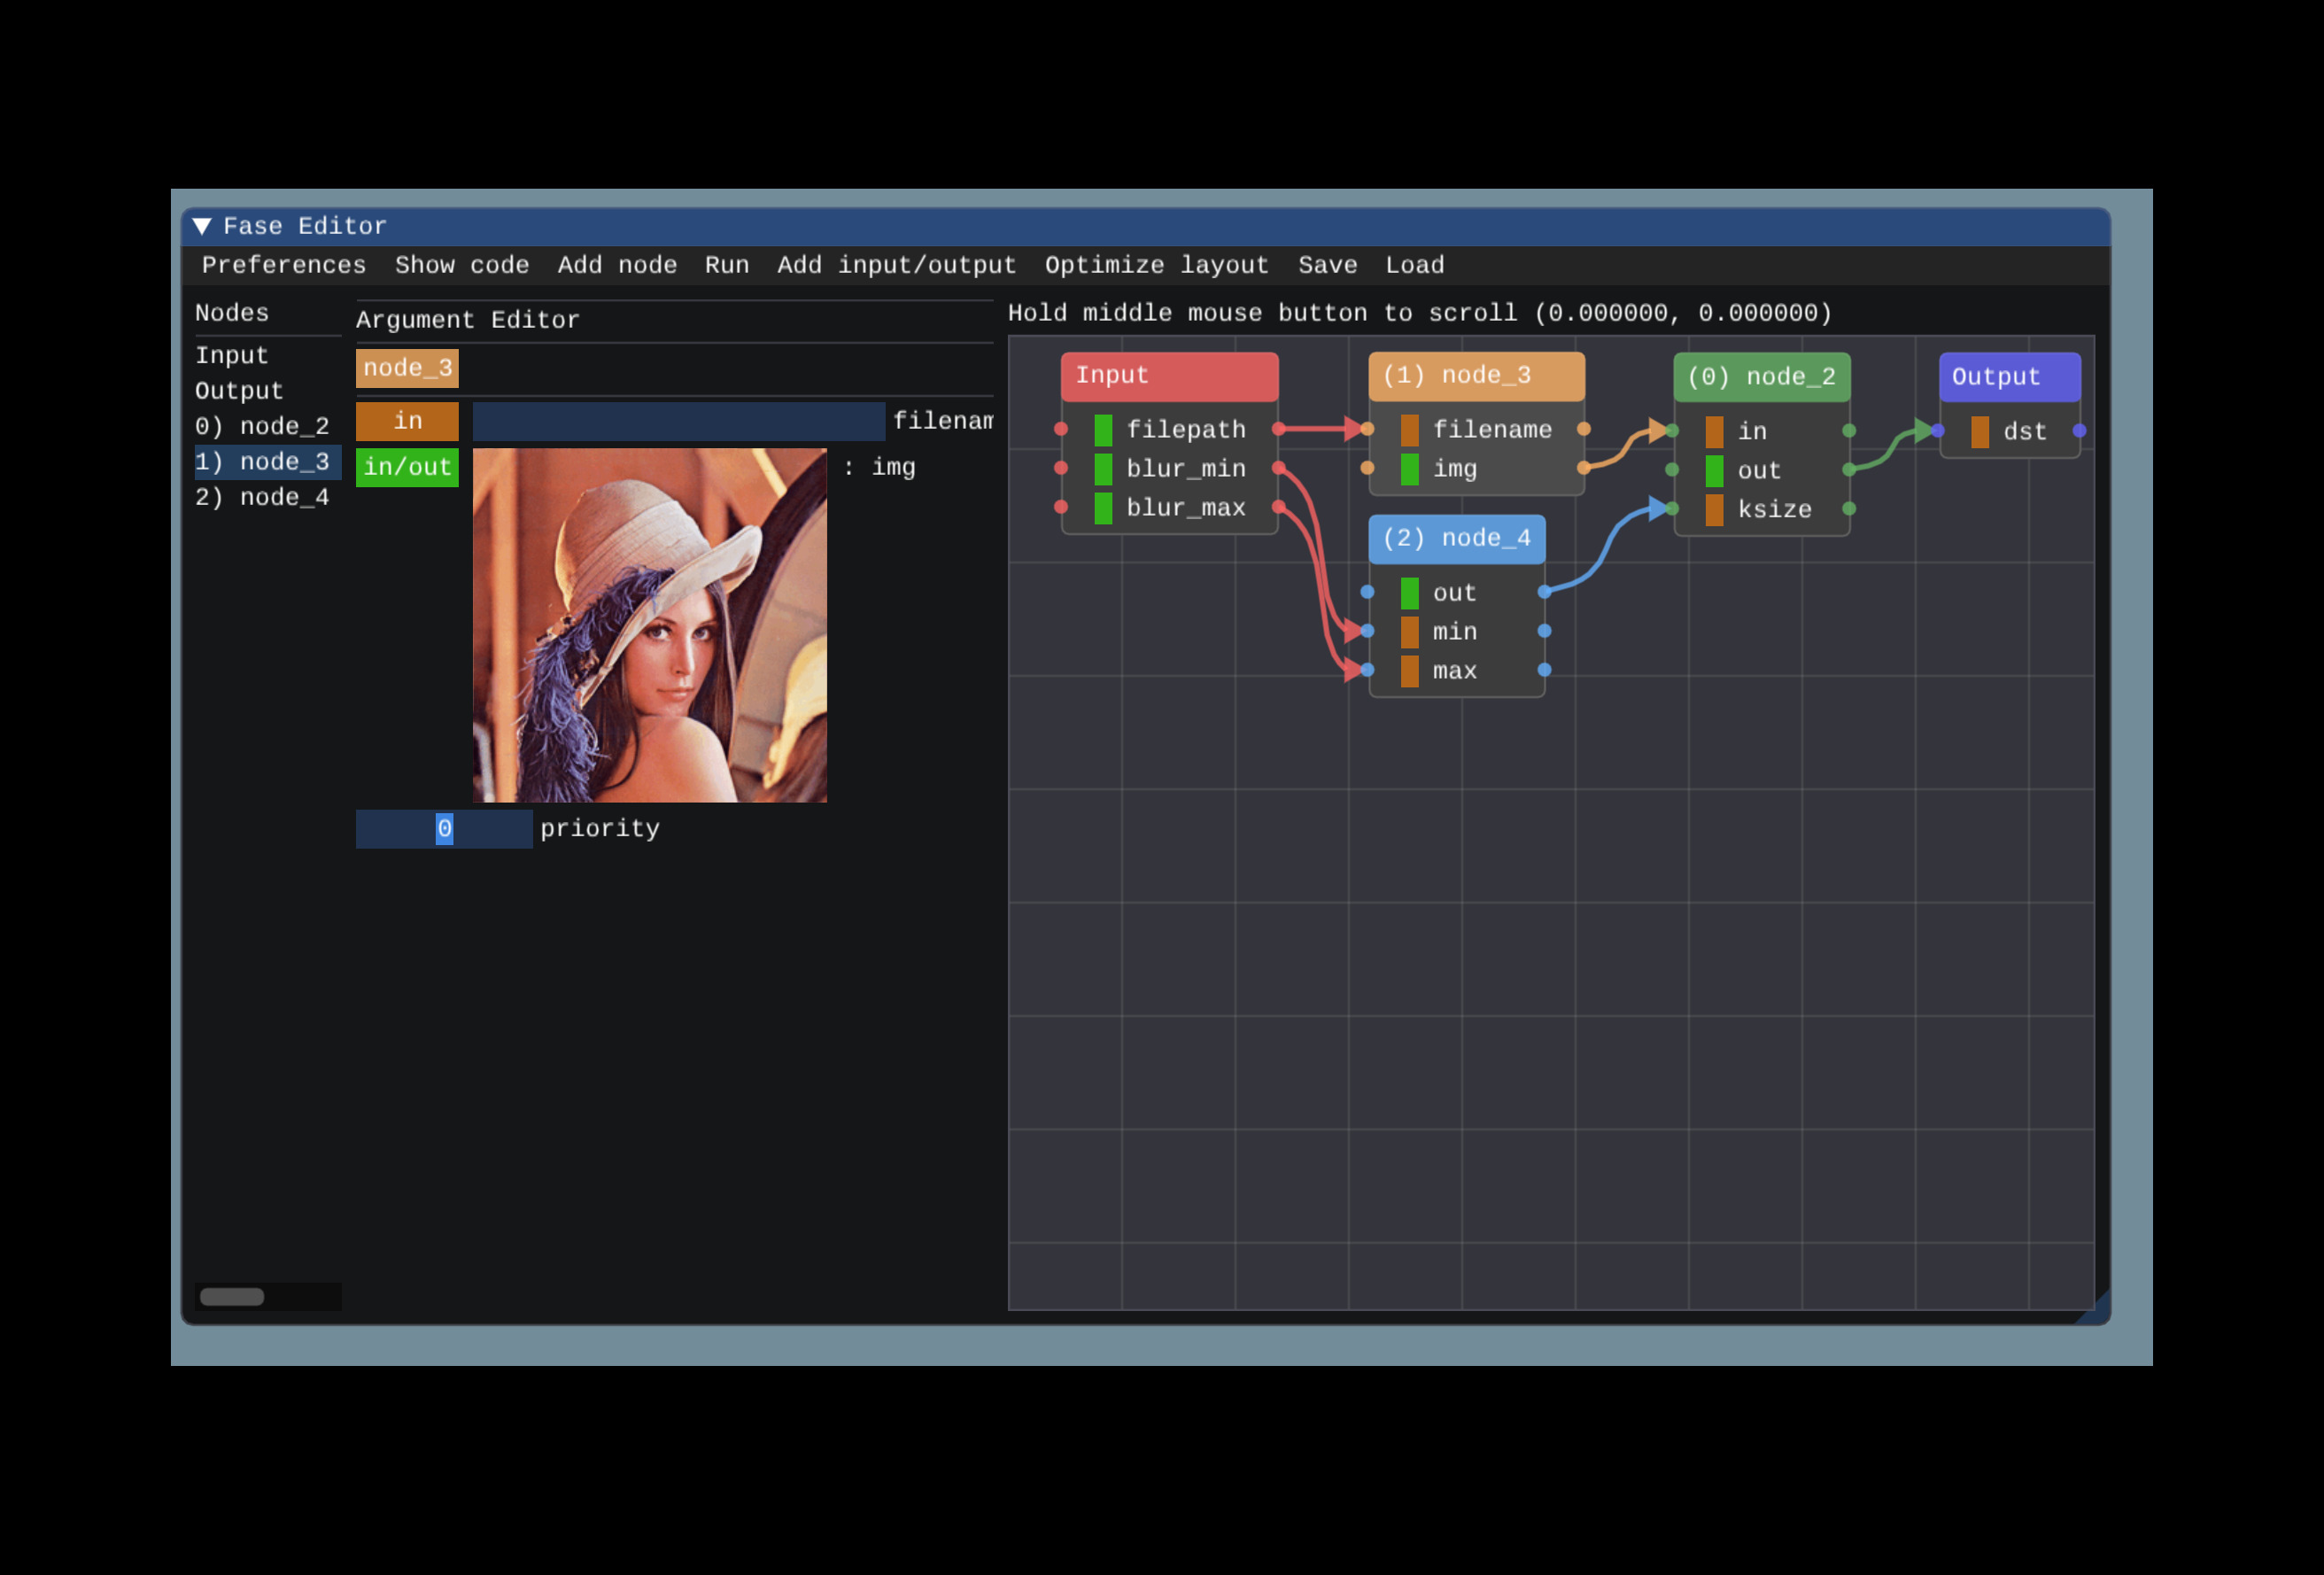 Fase Editor
Preferences Show code Add node Run Add input/output Optimize layout Save Load
Nodes
Input
Output
0) node_2
1) node_3
2) node_4
Argument Editor
node_3
in filenam
in/out : img
0 priority
Hold middle mouse button to scroll (0.000000, 0.000000)
Input
filepath
blur_min
blur_max
(1) node_3
filename
img
(2) node_4
out
min
max
(0) node_2
in
out
ksize
Output
dst